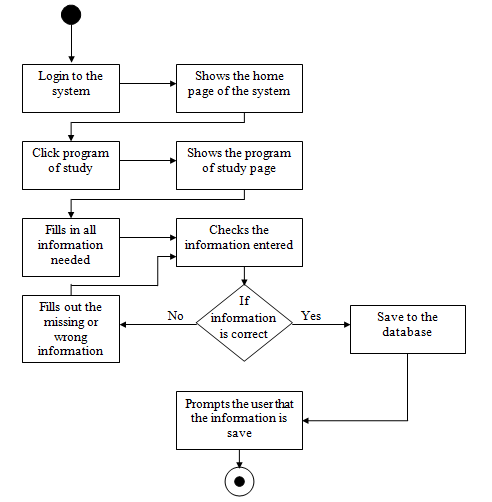 Login to the
system
Shows the home
page of the system
Click program
of study
Shows the program
of study page
Fills in all
information
needed
Checks the
information entered
Fills out the
missing or
wrong
information
No
If
information
is correct
Yes
Save to the
database
Prompts the user that
the information is
save